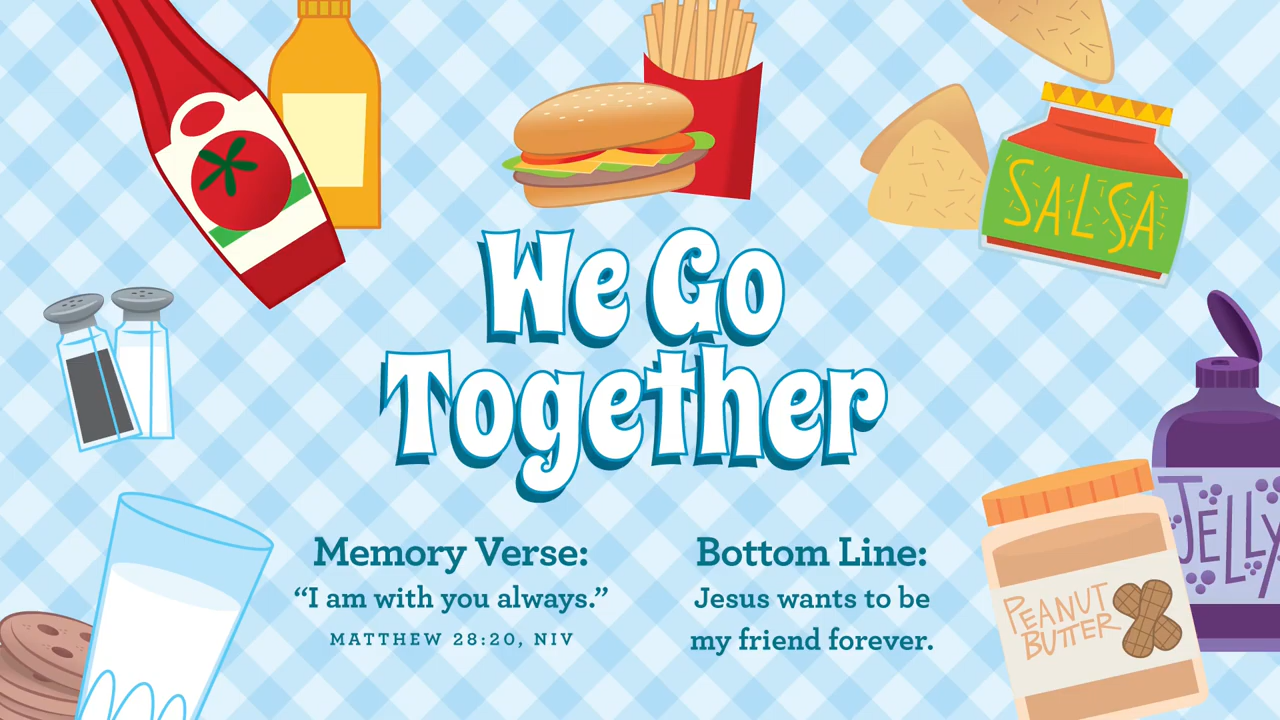 SALSA
We Go
Together
JELLY
PEANUT
BUTTER
Memory Verse:
“I am with you always.”
MATTHEW 28:20, NIV
Bottom Line:
Jesus wants to be
my friend forever.